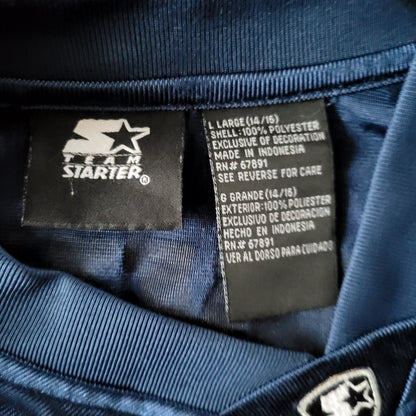 TEAM
STARTER®
L LARGE (14/16)
SHELL: 100% POLYESTER
EXCLUSIVE OF DECORATION
MADE IN INDONESIA
RN# 67891
SEE REVERSE FOR CARE
G GRANDE (14/16)
EXTERIOR: 100% POLIESTER
EXCLUSIVO DE DECORACION
HECHO EN INDONESIA
RN# 67891
VER AL DORSO PARA CUIDADO